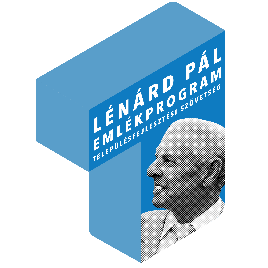 LÉNÁRD PÁL
EMLÉKPROGRAM
TELEPÜLÉSFEJLESZTÉSI SZÖVETSÉG